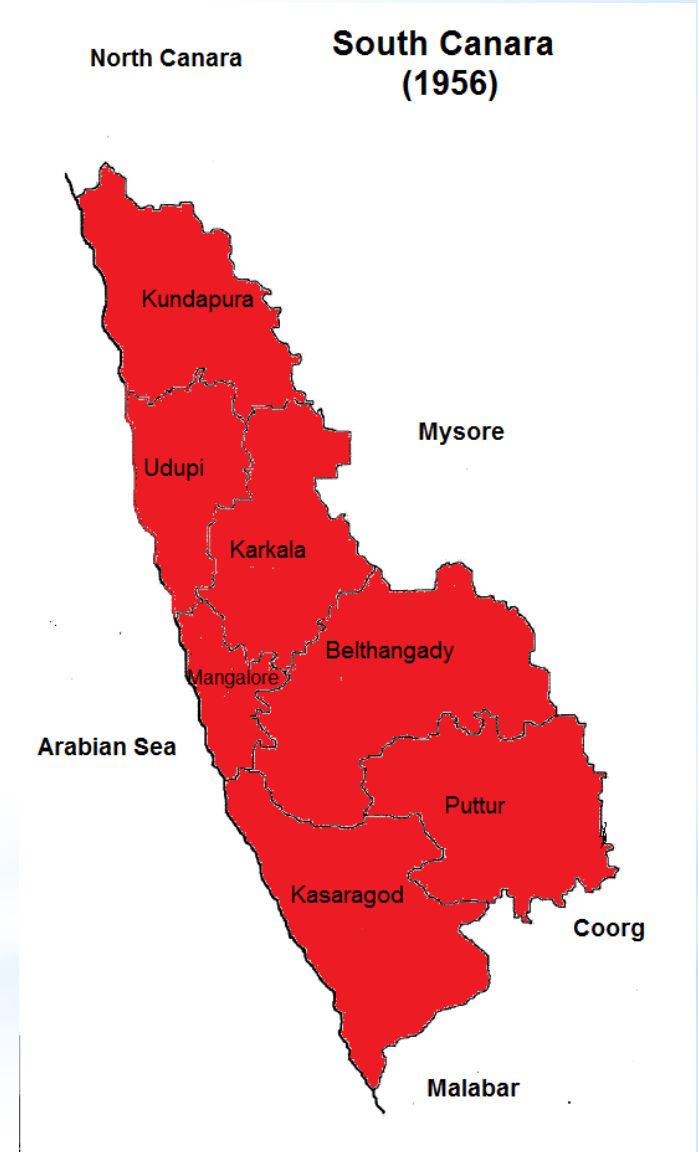 South Canara
(1956)
North Canara
Kundapura
Mysore
Udupi
Karkala
Belthangady
Mangalore
Arabian Sea
Puttur
Kasaragod
Coorg
Malabar